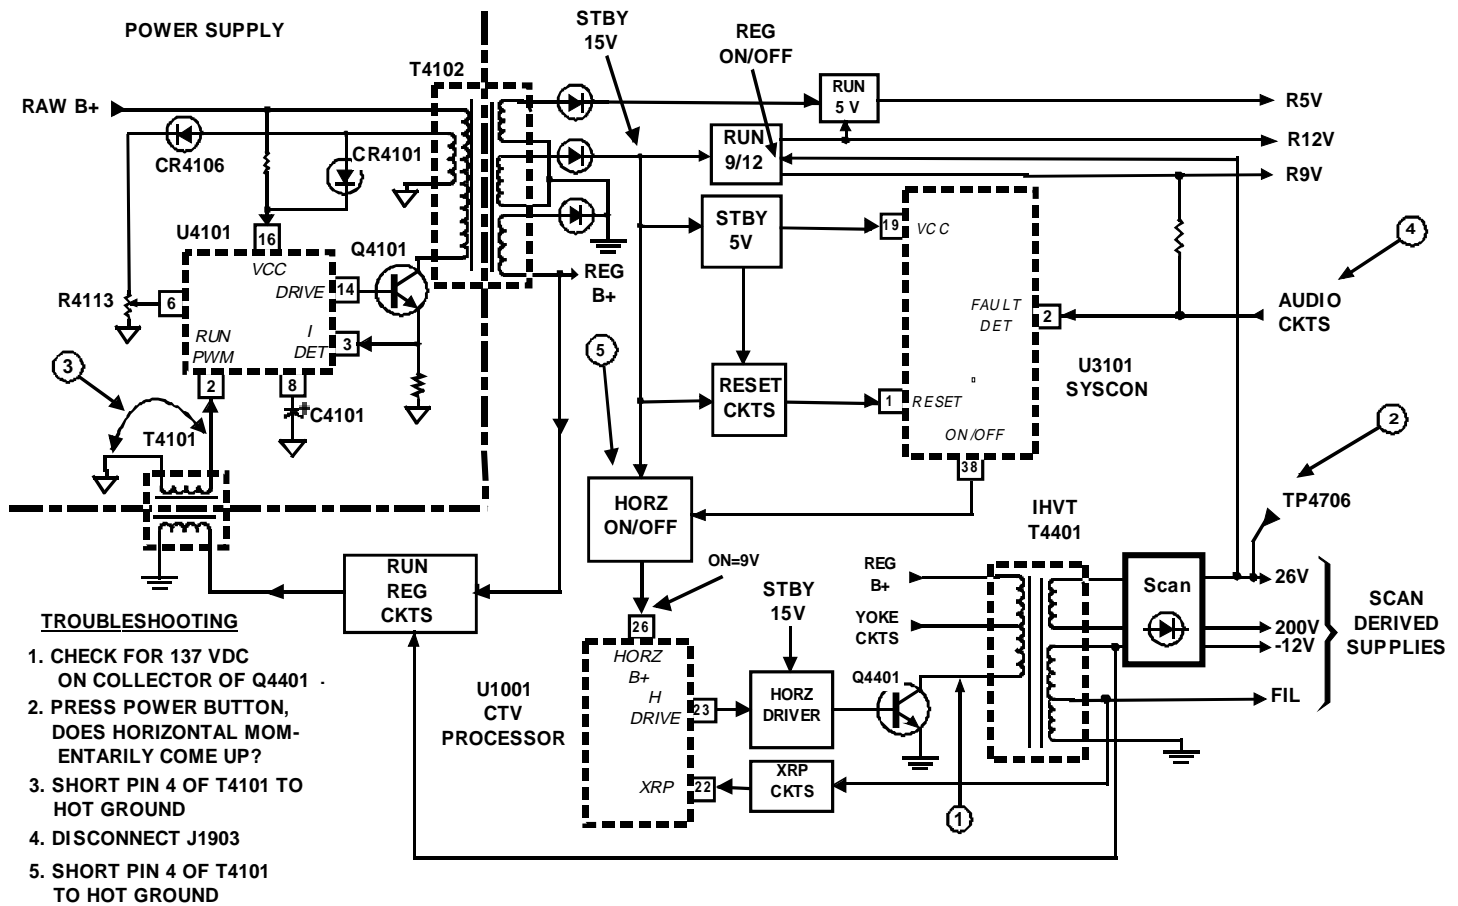 POWER SUPPLY
STBY
15V
REG
ON/OFF
T4102
RAW B+
CR4106
CR4101
RUN
5 V
R5V
RUN
9/12
R12V
R9V
U4101
16
VCC
DRIVE
14
Q4101
R4113
6
RUN
PWM
I
DET
3
2
8
C4101
REG
B+
STBY
5V
19
VCC
FAULT
DET
2
4
AUDIO
CKTS
U3101
SYSCON
3
5
RESET
CKTS
1
RESET
ON/OFF
38
2
TP4706
T4101
HORZ
ON/OFF
IHVT
T4401
RUN
REG
CKTS
ON=9V
REG
B+
YOKE
CKTS
Scan
26V
200V
-12V
FIL
SCAN
DERIVED
SUPPLIES
STBY
15V
26
HORZ
B+
H
DRIVE
23
HORZ
DRIVER
Q4401
U1001
CTV
PROCESSOR
XRP
22
XRP
CKTS
1
TROUBLESHOOTING
1. CHECK FOR 137 VDC
ON COLLECTOR OF Q4401 .
2. PRESS POWER BUTTON,
DOES HORIZONTAL MOM-
ENTARILY COME UP?
3. SHORT PIN 4 OF T4101 TO
HOT GROUND
4. DISCONNECT J1903
5. SHORT PIN 4 OF T4101
TO HOT GROUND